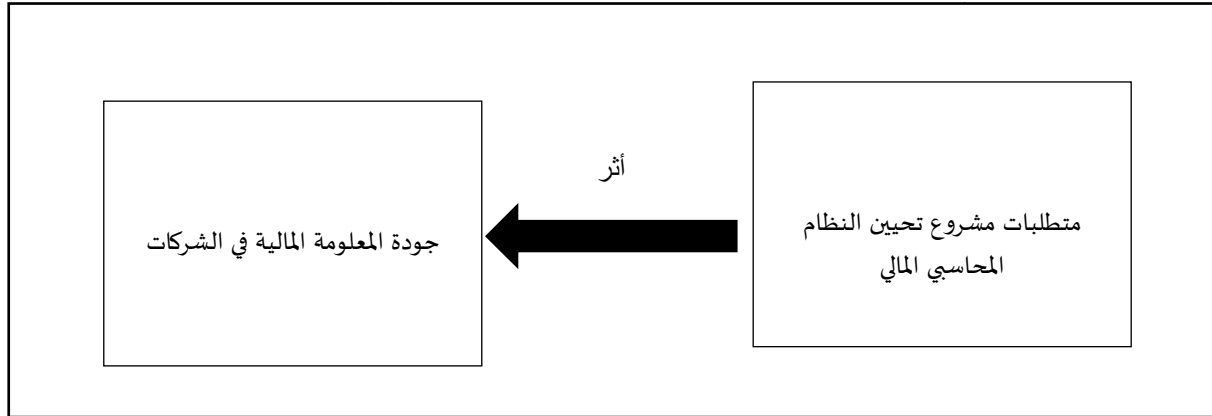 متطلبات مشروع تحيين النظام
المحاسبي المالي
أثر
جودة المعلومة المالية في الشركات